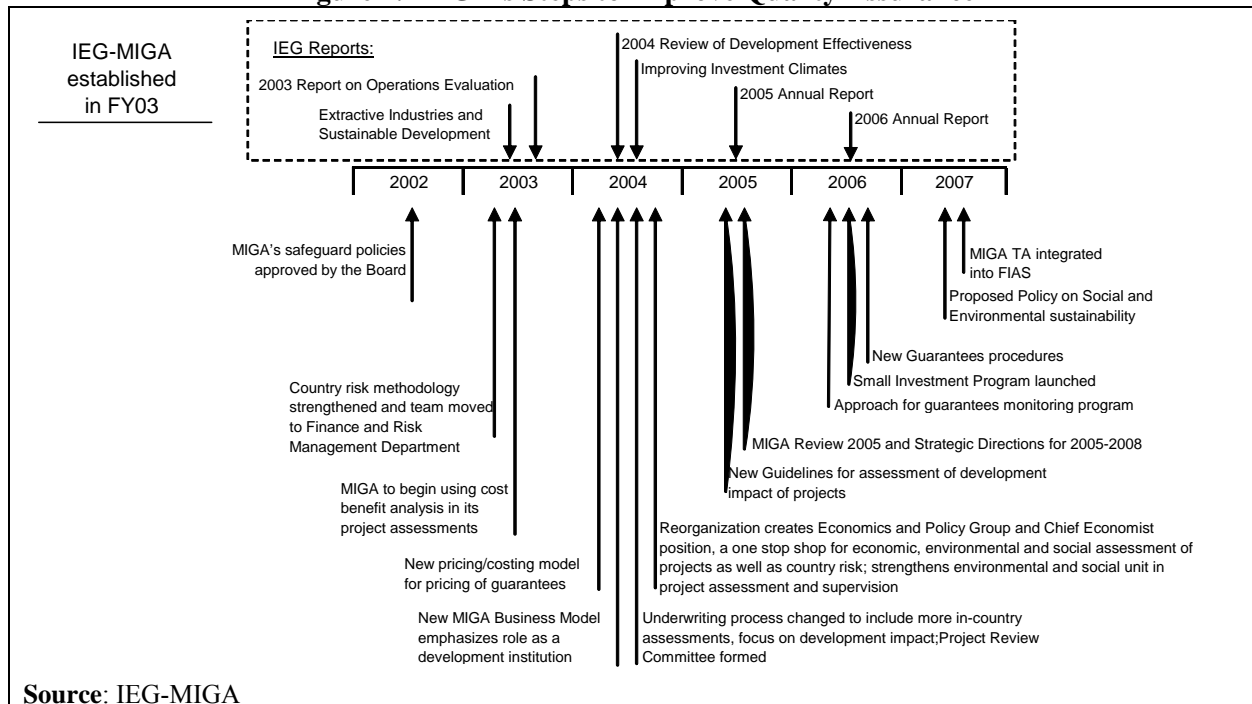 IEG-MIGA
established
in FY03
IEG Reports:
2003 Report on Operations Evaluation
Extractive Industries and
Sustainable Development
2004 Review of Development Effectiveness
Improving Investment Climates
2005 Annual Report
2006 Annual Report
2002
2003
2004
2005
2006
2007
MIGA's safeguard policies
approved by the Board
Country risk methodology
strengthened and team moved
to Finance and Risk
Management Department
MIGA to begin using cost
benefit analysis in its
project assessments
New pricing/costing model
for pricing of guarantees
New MIGA Business Model
emphasizes role as a
development institution
Underwriting process changed to include more in-country
assessments, focus on development impact;Project Review
Committee formed
Reorganization creates Economics and Policy Group and Chief Economist
position, a one stop shop for economic, environmental and social assessment of
projects as well as country risk; strengthens environmental and social unit in
project assessment and supervision
New Guidelines for assessment of development
impact of projects
MIGA Review 2005 and Strategic Directions for 2005-2008
Approach for guarantees monitoring program
Small Investment Program launched
New Guarantees procedures
Proposed Policy on Social and
Environmental sustainability
MIGA TA integrated
into FIAS
Source: IEG-MIGA